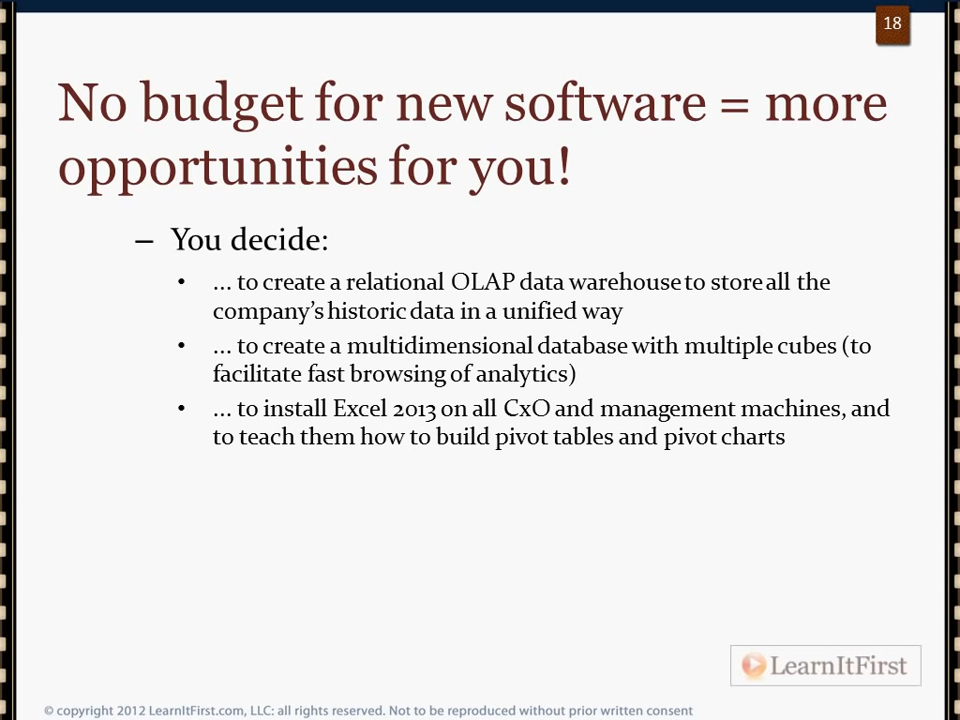 18
No budget for new software = more
opportunities for you!
– You decide:
• … to create a relational OLAP data warehouse to store all the
company’s historic data in a unified way
• … to create a multidimensional database with multiple cubes (to
facilitate fast browsing of analytics)
• … to install Excel 2013 on all CxO and management machines, and
to teach them how to build pivot tables and pivot charts
LearnItFirst
© copyright 2012 LearnItFirst.com, LLC: all rights reserved. Not to be reproduced without prior written consent